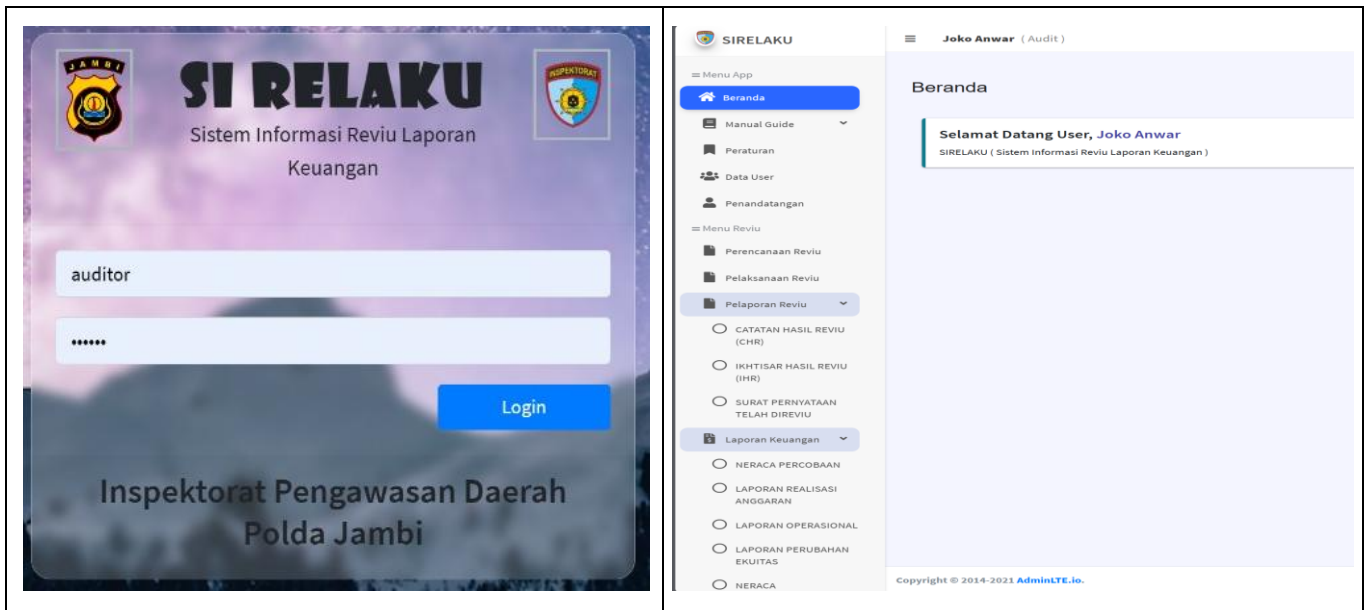 JAMBI
SI RELAKU
INSPEKTORAT
Sistem Informasi Reviu Laporan
Keuangan
auditor
••••••
Login
Inspektorat Pengawasan Daerah
Polda Jambi
SIRELAKU
Joko Anwar ( Audit )
Menu App
Beranda
Manual Guide
Peraturan
Data User
Penandatangan
Menu Reviu
Perencanaan Reviu
Pelaksanaan Reviu
Pelaporan Reviu
CATATAN HASIL REVIU
(CHR)
IKHTISAR HASIL REVIU
(IHR)
SURAT PERNYATAAN
TELAH DIREVIU
Laporan Keuangan
NERACA PERCOBAAN
LAPORAN REALISASI
ANGGARAN
LAPORAN OPERASIONAL
LAPORAN PERUBAHAN
EKUITAS
NERACA
Beranda
Selamat Datang User, Joko Anwar
SIRELAKU ( Sistem Informasi Reviu Laporan Keuangan )
Copyright © 2014-2021 AdminLTE.io.